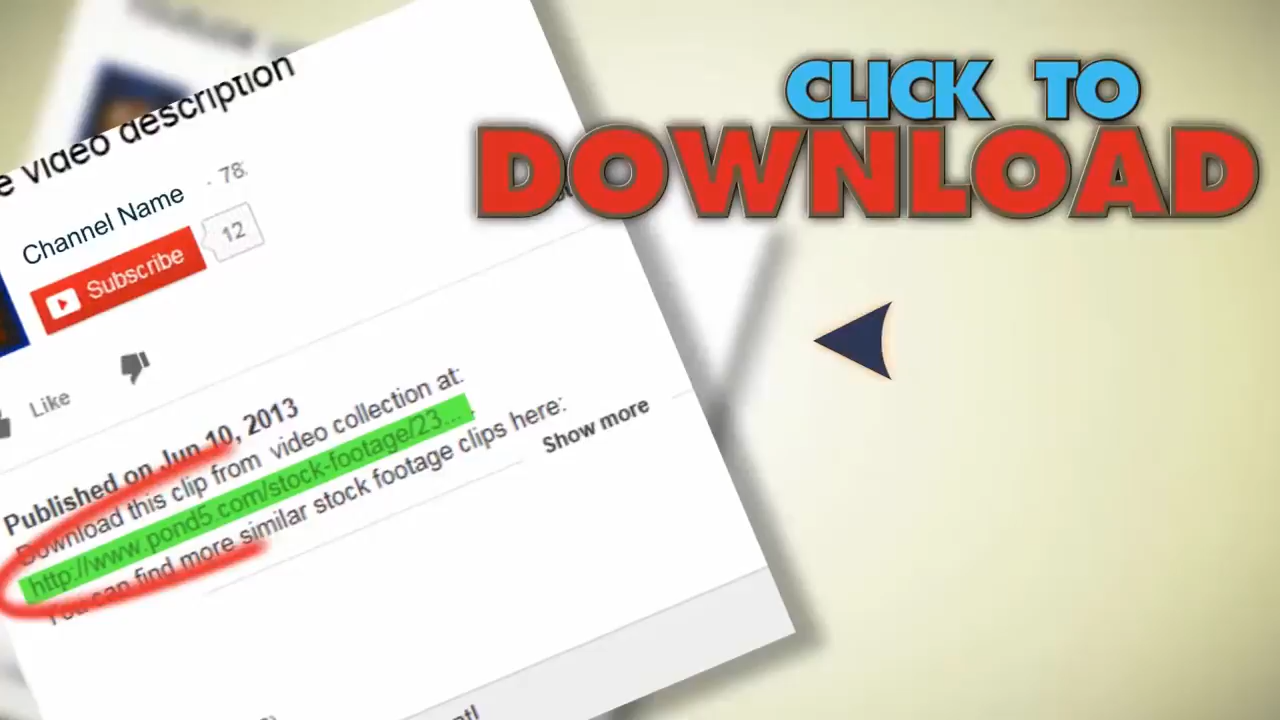 CLICK TO
DOWNLOAD
video description
Channel Name
Subscribe
12
Like
Published on Jun 10, 2013
Download this clip from video collection at:
http://www.pond5.com/stock-footage/23...
You can find more similar stock footage clips here:
Show more